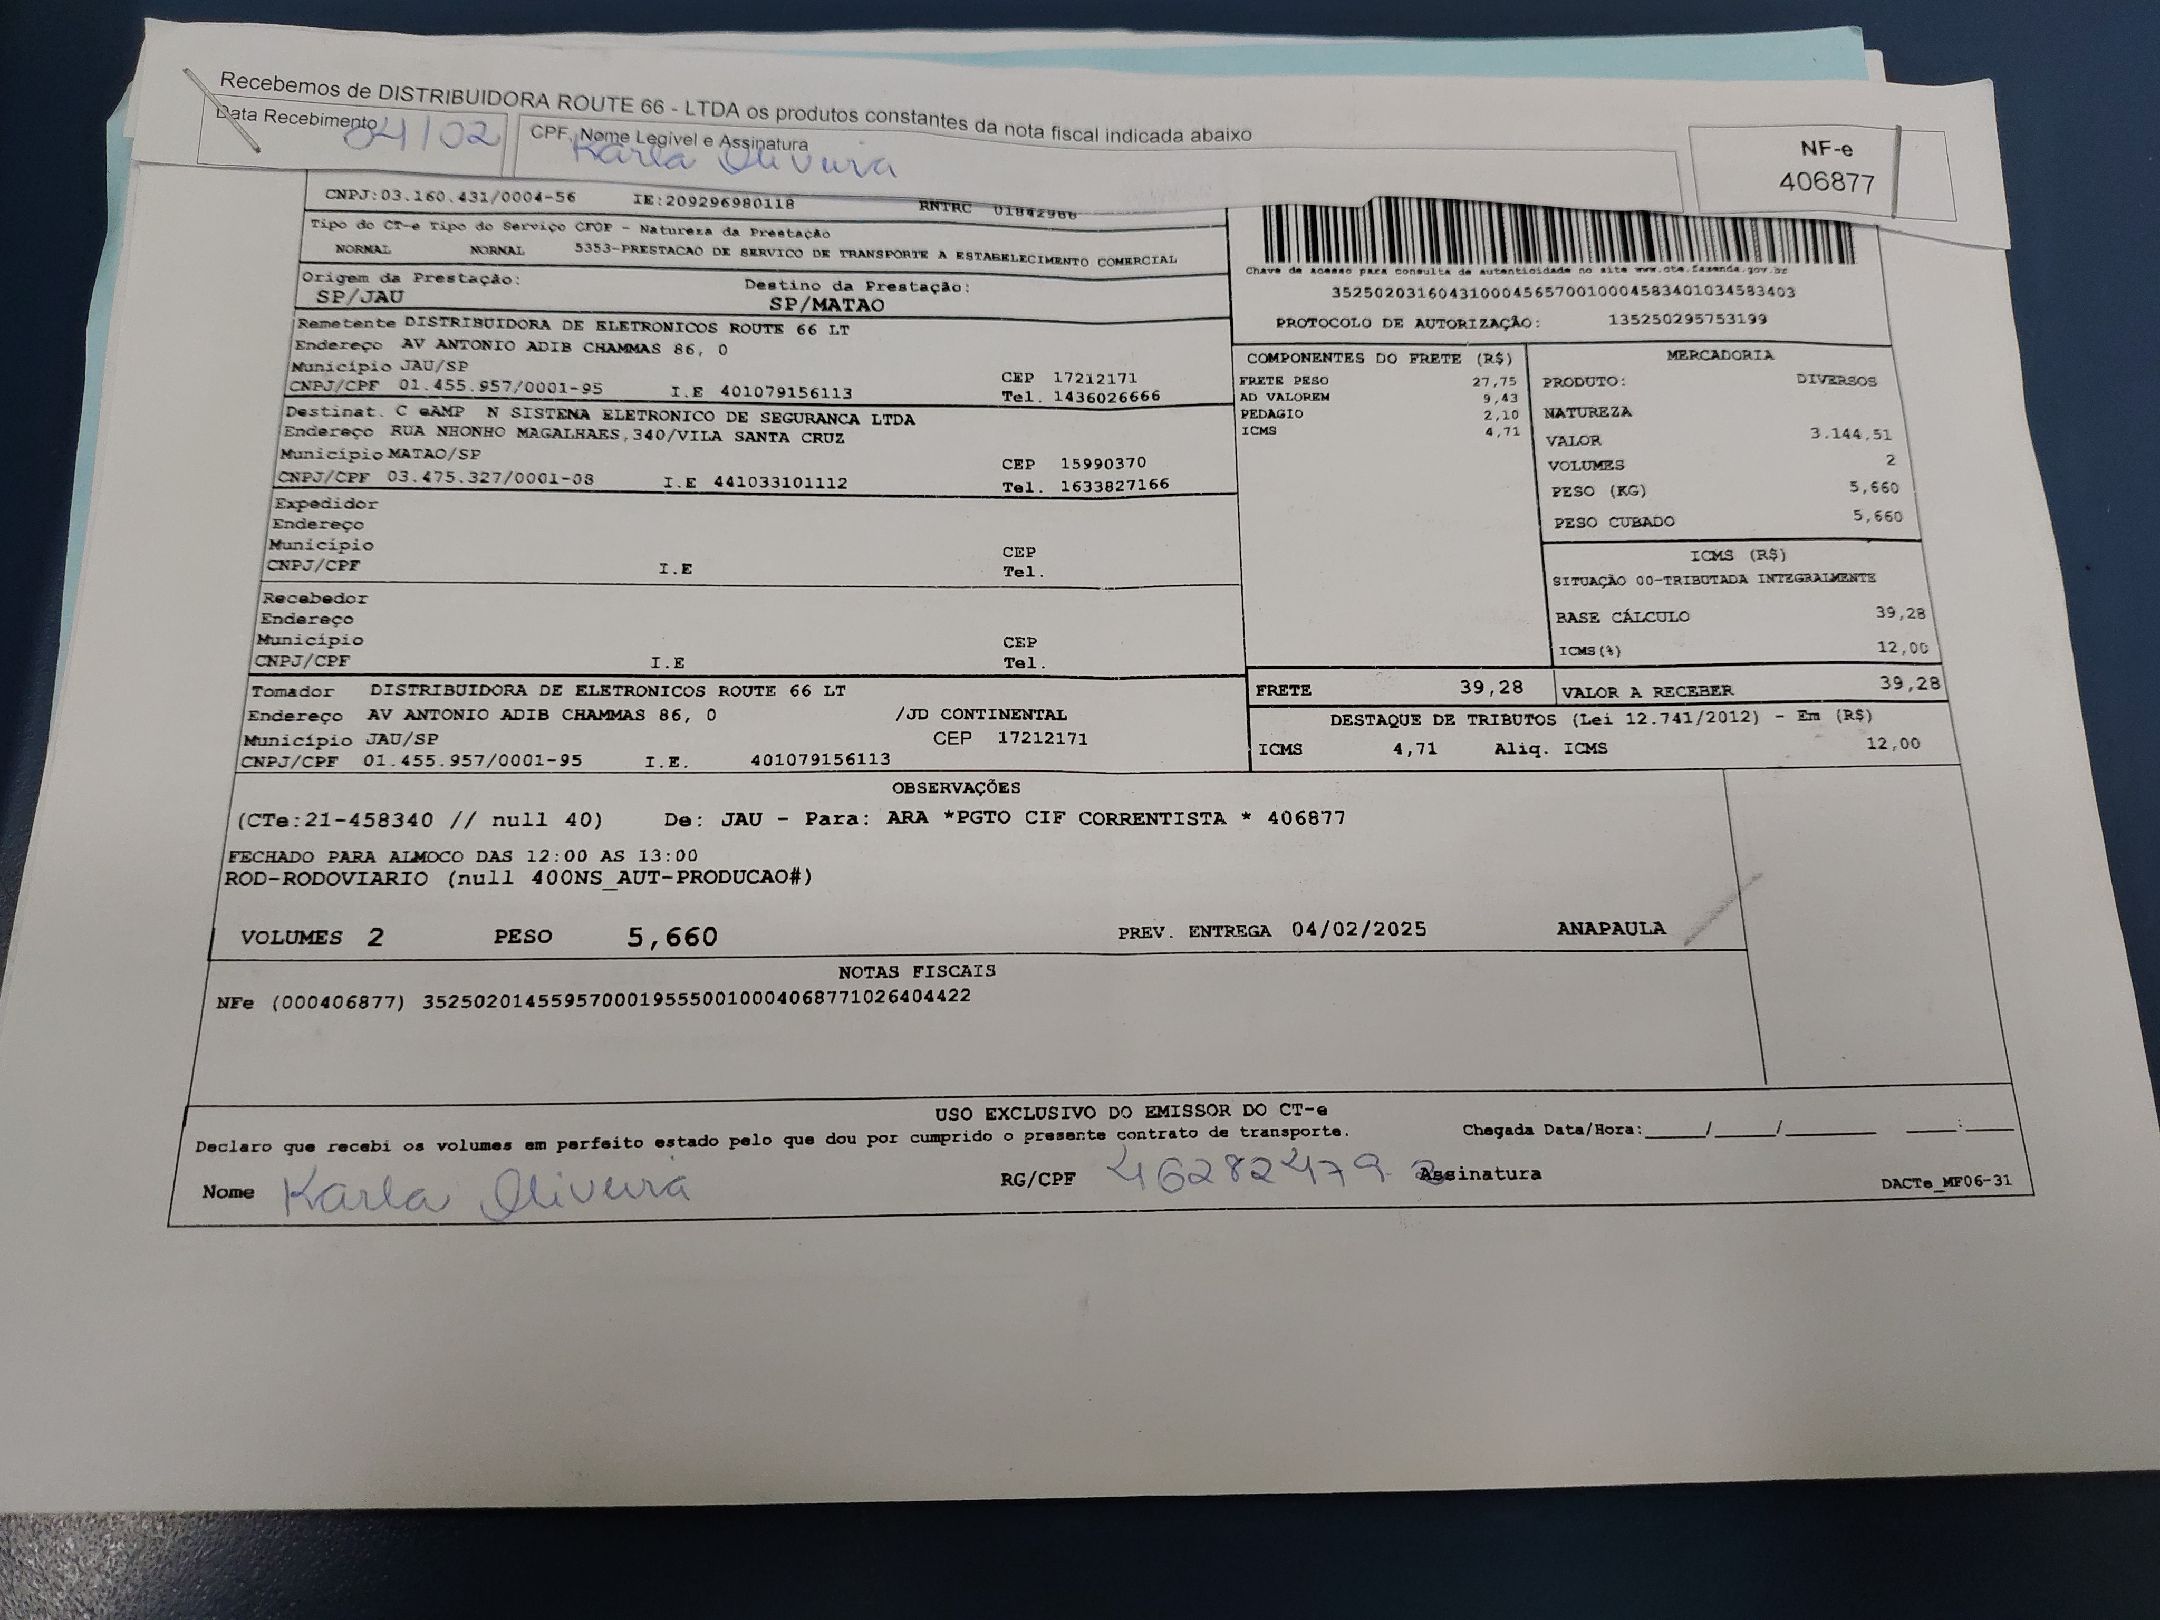 Recebemos de DISTRIBUIDORA ROUTE 66 - LTDA os produtos constantes da nota fiscal indicada abaixo
Data Recebimento
04/02
CPF, Nome Legível e Assinatura
Karla Oliveira
NF-e
406877
CNPJ:03.160.431/0004-56 IE:209296980118 RNTRC 01842986
Tipo do CT-e Tipo do Serviço CFOP - Natureza da Prestação
NORMAL NORMAL 5353-PRESTACAO DE SERVICO DE TRANSPORTE A ESTABELECIMENTO COMERCIAL
Origem da Prestação: Destino da Prestação:
SP/JAU SP/MATAO
Chave de acesso para consulta de autenticidade no site www.cte.fazenda.gov.br
35250203160431000456570010004583401034583403
PROTOCOLO DE AUTORIZAÇÃO: 135250295753199
Remetente DISTRIBUIDORA DE ELETRONICOS ROUTE 66 LT
Endereço AV ANTONIO ADIB CHAMMAS 86, 0
Município JAU/SP CEP 17212171
CNPJ/CPF 01.455.957/0001-95 I.E 401079156113 Tel. 1436026666
Destinat. C eAMP N SISTEMA ELETRONICO DE SEGURANCA LTDA
Endereço RUA NHONHO MAGALHAES,340/VILA SANTA CRUZ
Município MATAO/SP CEP 15990370
CNPJ/CPF 03.475.327/0001-08 I.E 441033101112 Tel. 1633827166
Expedidor
Endereço
Município CEP
CNPJ/CPF I.E Tel.
Recebedor
Endereço
Município CEP
CNPJ/CPF I.E Tel.
Tomador DISTRIBUIDORA DE ELETRONICOS ROUTE 66 LT
Endereço AV ANTONIO ADIB CHAMMAS 86, 0 /JD CONTINENTAL
Município JAU/SP CEP 17212171
CNPJ/CPF 01.455.957/0001-95 I.E. 401079156113
COMPONENTES DO FRETE (R$)
FRETE PESO 27,75
AD VALOREM 9,43
PEDAGIO 2,10
ICMS 4,71
MERCADORIA
PRODUTO: DIVERSOS
NATUREZA
VALOR 3.144,51
VOLUMES 2
PESO (KG) 5,660
PESO CUBADO 5,660
ICMS (R$)
SITUAÇÃO 00-TRIBUTADA INTEGRALMENTE
BASE CÁLCULO 39,28
ICMS(%) 12,00
FRETE 39,28 VALOR A RECEBER 39,28
DESTAQUE DE TRIBUTOS (Lei 12.741/2012) - Em (R$)
ICMS 4,71 Aliq. ICMS 12,00
OBSERVAÇÕES
(CTe:21-458340 // null 40) De: JAU - Para: ARA *PGTO CIF CORRENTISTA * 406877
FECHADO PARA ALMOCO DAS 12:00 AS 13:00
ROD-RODOVIARIO (null 400NS_AUT-PRODUCAO#)
VOLUMES 2 PESO 5,660 PREV. ENTREGA 04/02/2025 ANAPAULA
NOTAS FISCAIS
NFe (000406877) 35250201455957000195550010004068771026404422
USO EXCLUSIVO DO EMISSOR DO CT-e
Declaro que recebi os volumes em perfeito estado pelo que dou por cumprido o presente contrato de transporte. Chegada Data/Hora:_____/_____/________ ____:____
Nome Karla Oliveira RG/CPF 46282479 2 Assinatura
DACTe_MF06-31